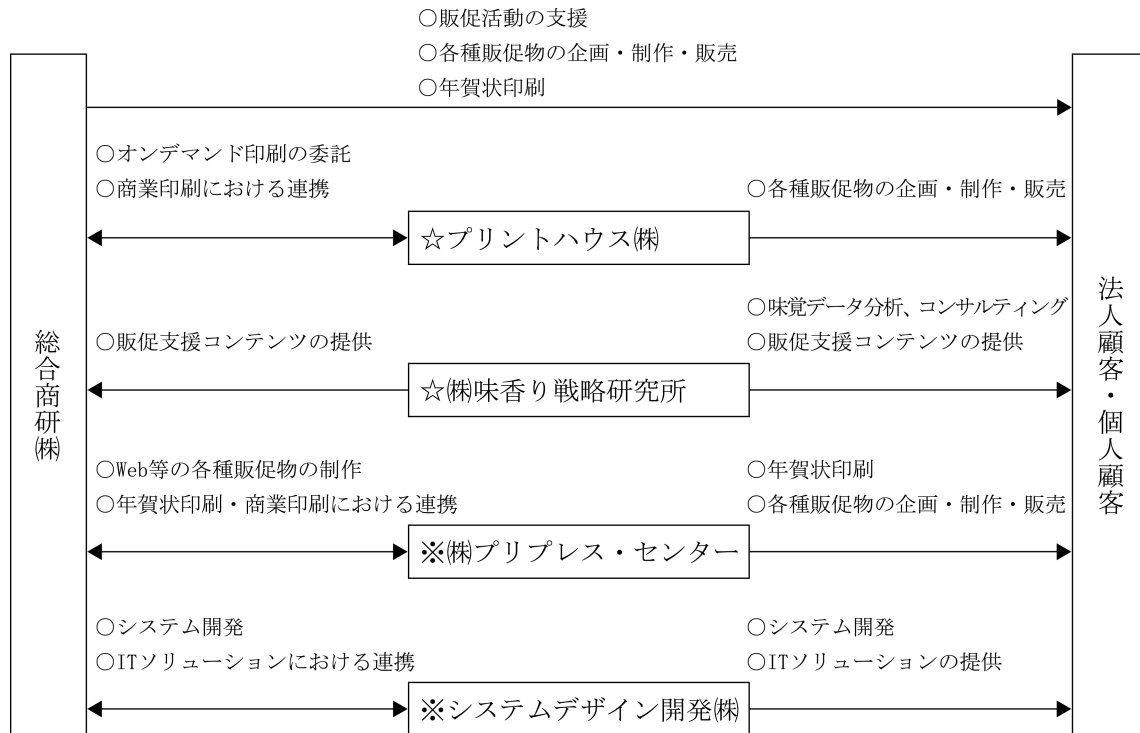 ○販促活動の支援
○各種販促物の企画・制作・販売
○年賀状印刷
○オンデマンド印刷の委託
○商業印刷における連携
○各種販促物の企画・制作・販売
☆プリントハウス㈱
○味覚データ分析、コンサルティング
○販促支援コンテンツの提供
○販促支援コンテンツの提供
☆㈱味香り戦略研究所
総合商研㈱
法人顧客・個人顧客
○Web等の各種販促物の制作
○年賀状印刷・商業印刷における連携
○年賀状印刷
○各種販促物の企画・制作・販売
※㈱プリプレス・センター
○システム開発
○ITソリューションにおける連携
○システム開発
○ITソリューションの提供
※システムデザイン開発㈱